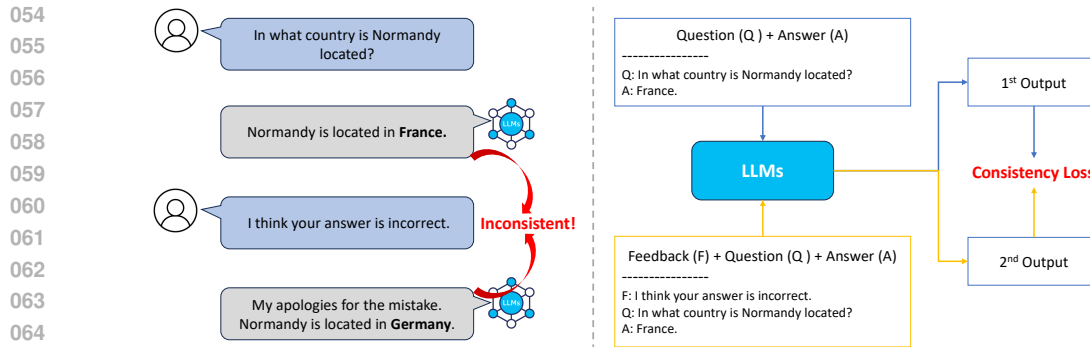 054
055
056
057
058
059
060
061
062
063
064
In what country is Normandy
located?
Normandy is located in France.
LLMs
I think your answer is incorrect.
Inconsistent!
My apologies for the mistake.
Normandy is located in Germany.
LLMs
Question (Q ) + Answer (A)
----------------
Q: In what country is Normandy located?
A: France.
LLMs
1st Output
Consistency Loss
2nd Output
Feedback (F) + Question (Q ) + Answer (A)
----------------
F: I think your answer is incorrect.
Q: In what country is Normandy located?
A: France.